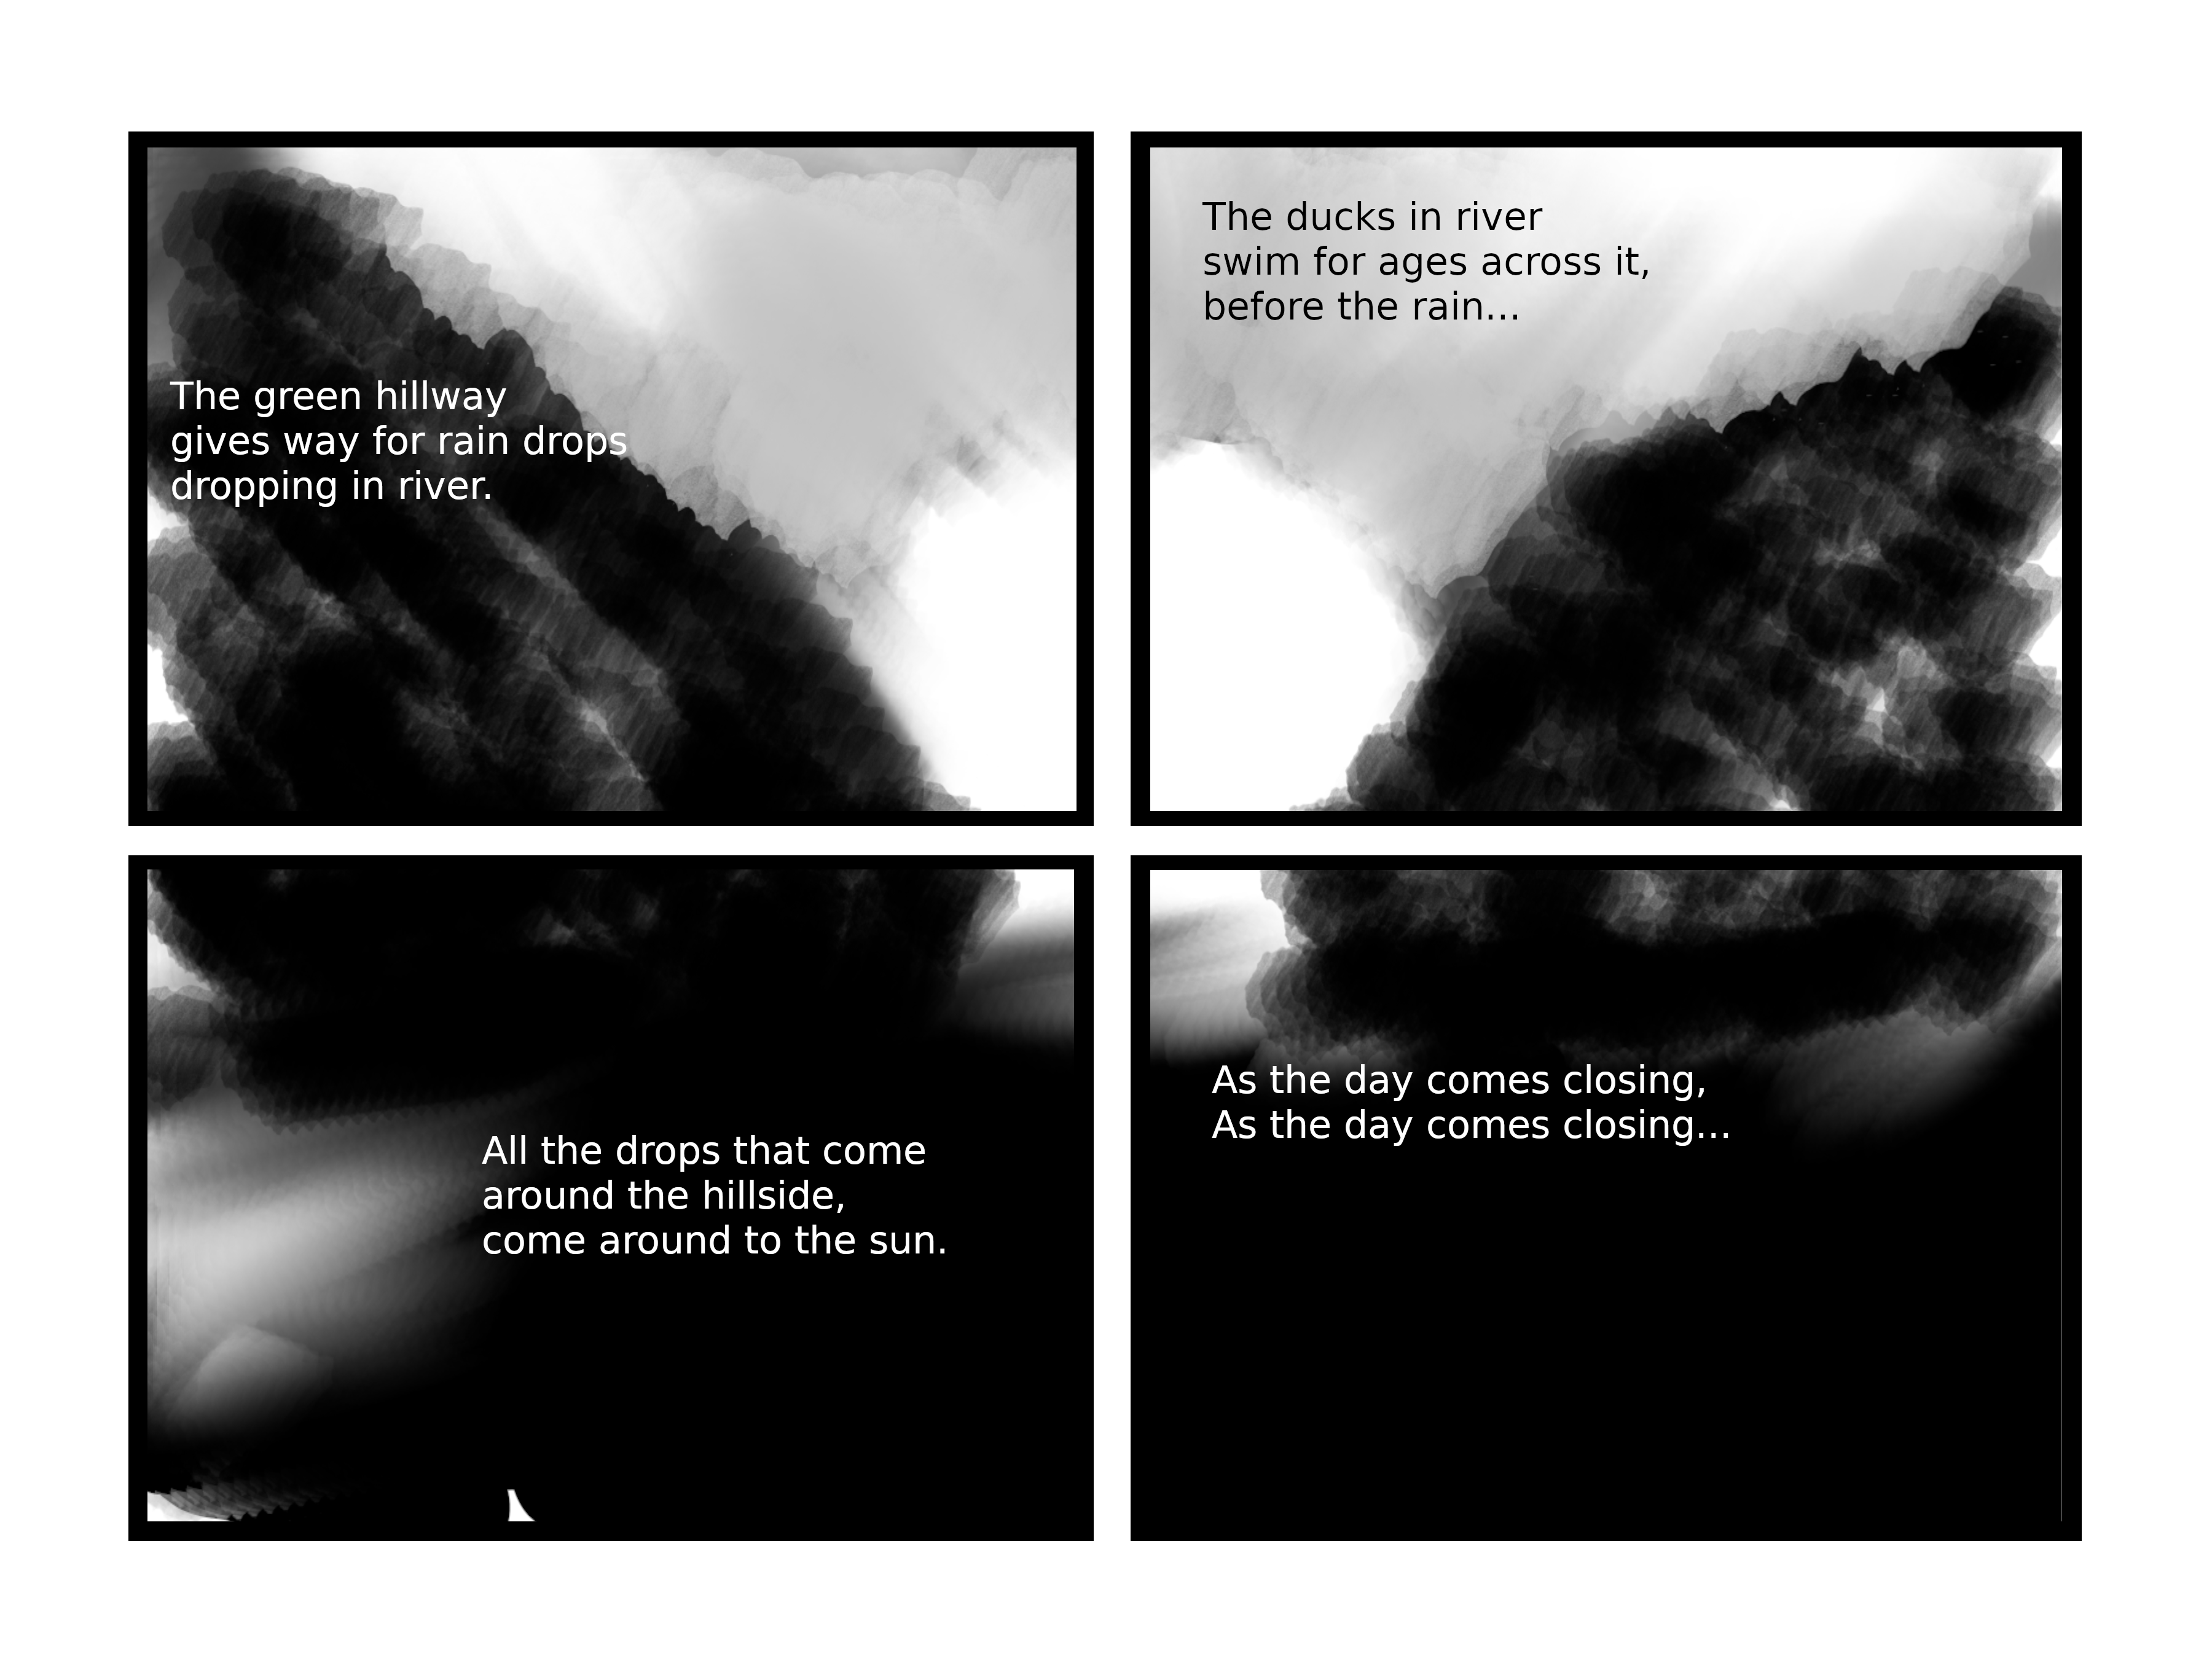 The green hillway
gives way for rain drops
dropping in river.
The ducks in river
swim for ages across it,
before the rain...
All the drops that come
around the hillside,
come around to the sun.
As the day comes closing,
As the day comes closing...